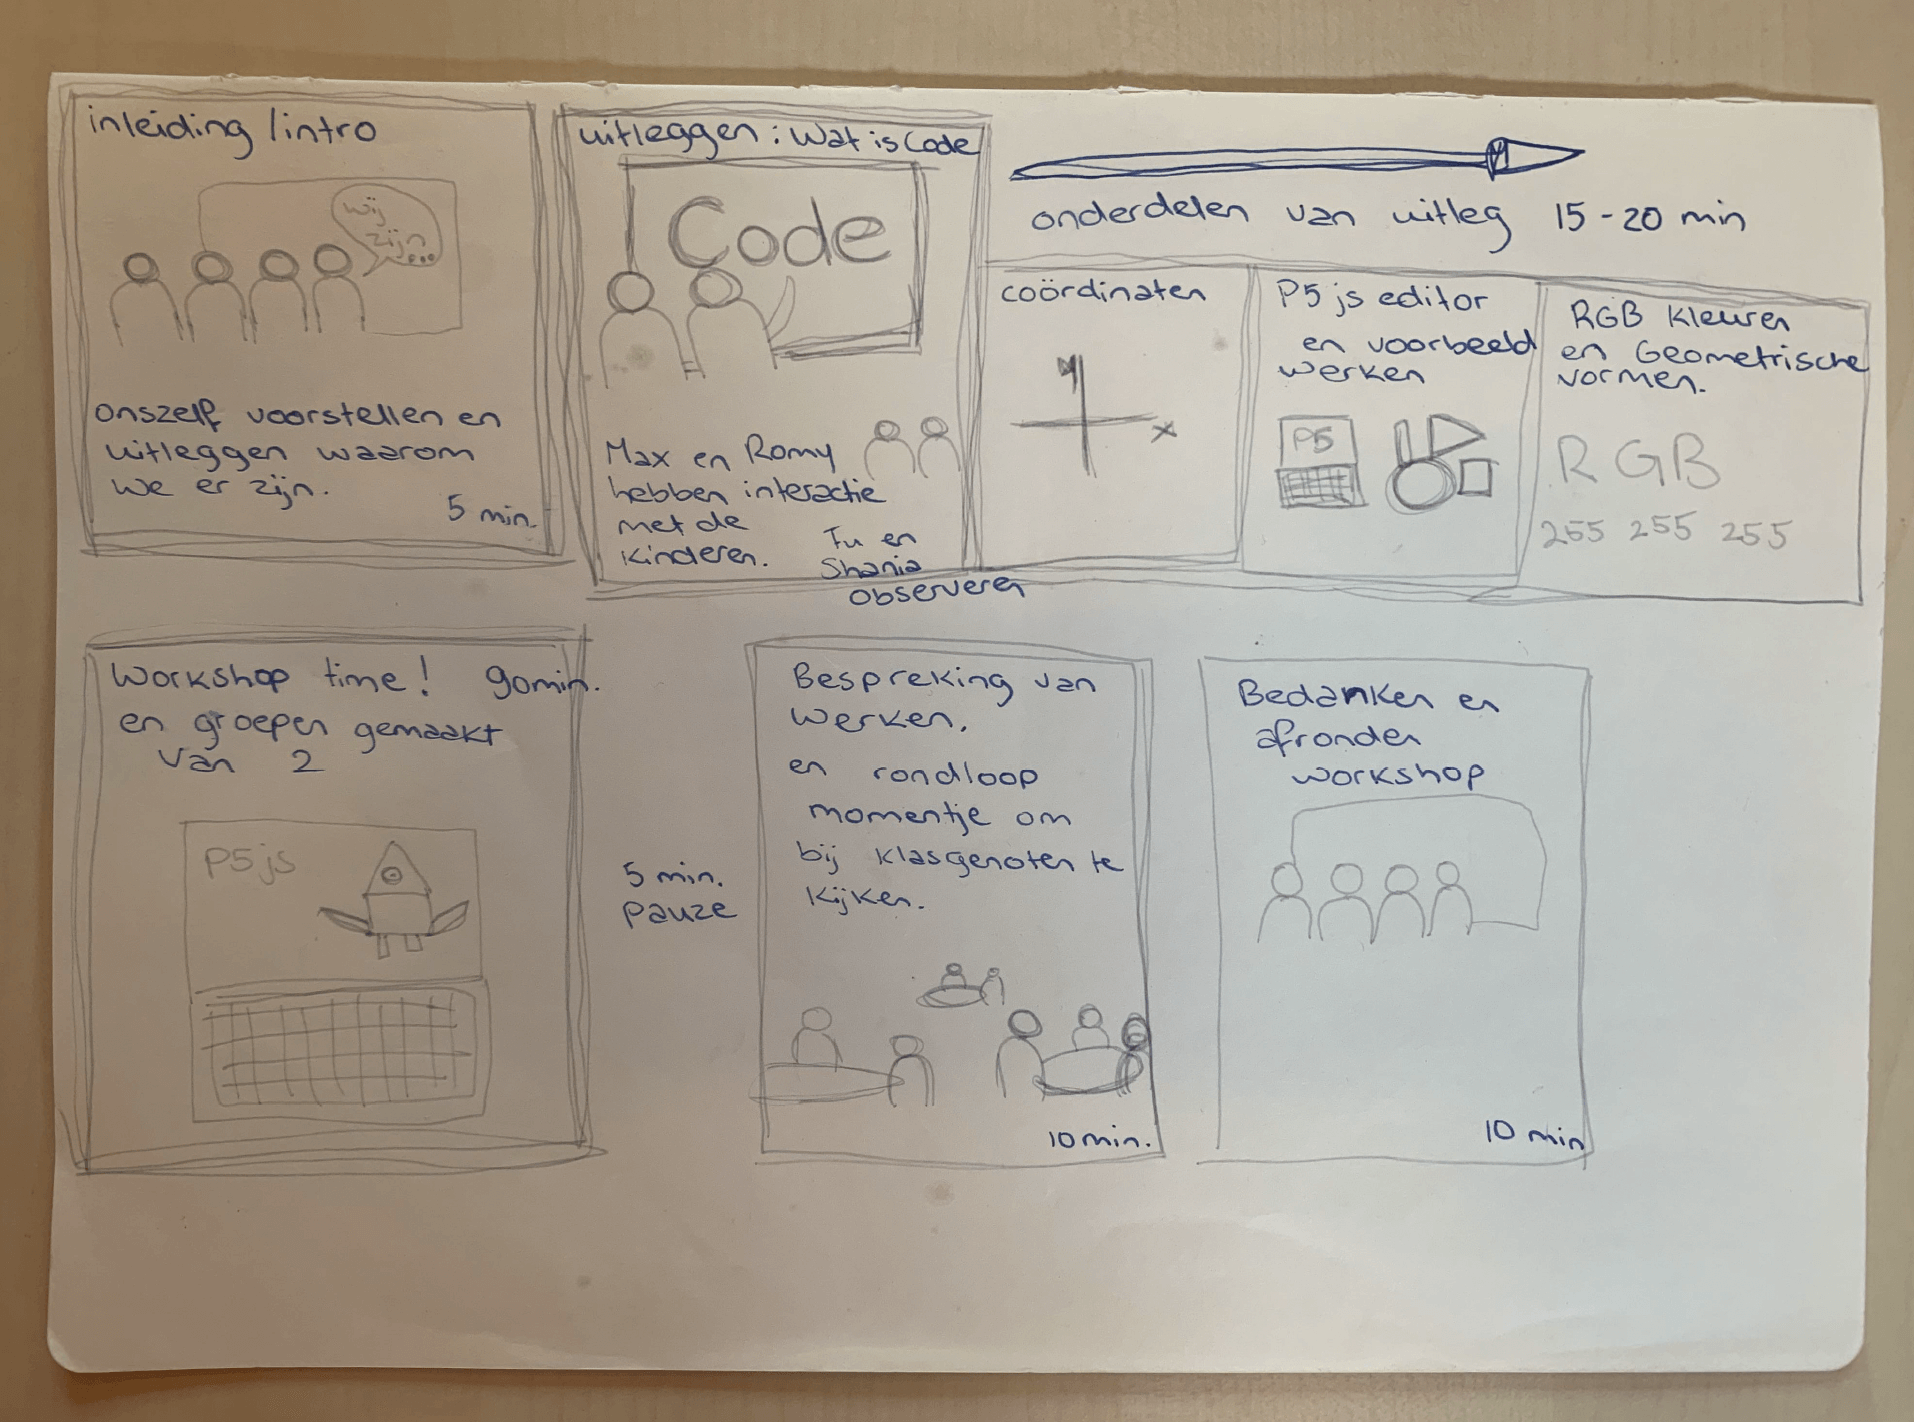 inleiding /intro
wij
zijn...
onszelf voorstellen en
uitleggen waarom
we er zijn.
5 min.
uitleggen : Wat is Code
Code
Max en Romy
hebben interactie
met de
kinderen.
Fu en
Shania
observeren
onderdelen van uitleg 15-20 min
coördinaten
y
x
P5 js editor
en voorbeeld
werken
P5
RGB kleuren
en Geometrische
vormen.
RGB
255 255 255
Workshop time! 90min.
en groepen gemaakt
van 2
P5js
5 min.
pauze
Bespreking van
werken.
en rondloop
momentje om
bij klasgenoten te
kijken.
10 min.
Bedanken en
afronden
workshop
10 min